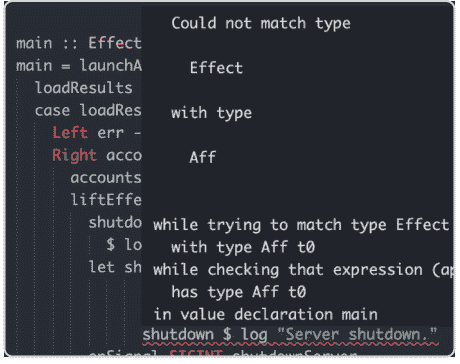 Could not match type
main :: Effect
main = launchA
Effect
loadResults
case loadRes
with type
Left err -
Right acco
Aff
accounts
liftEffe
shutdo
while trying to match type Effect
$ lo
with type Aff t0
let sh
while checking that expression (ap
has type Aff t0
in value declaration main
shutdown $ log "Server shutdown."
onSignal SIGINT shutdownServer